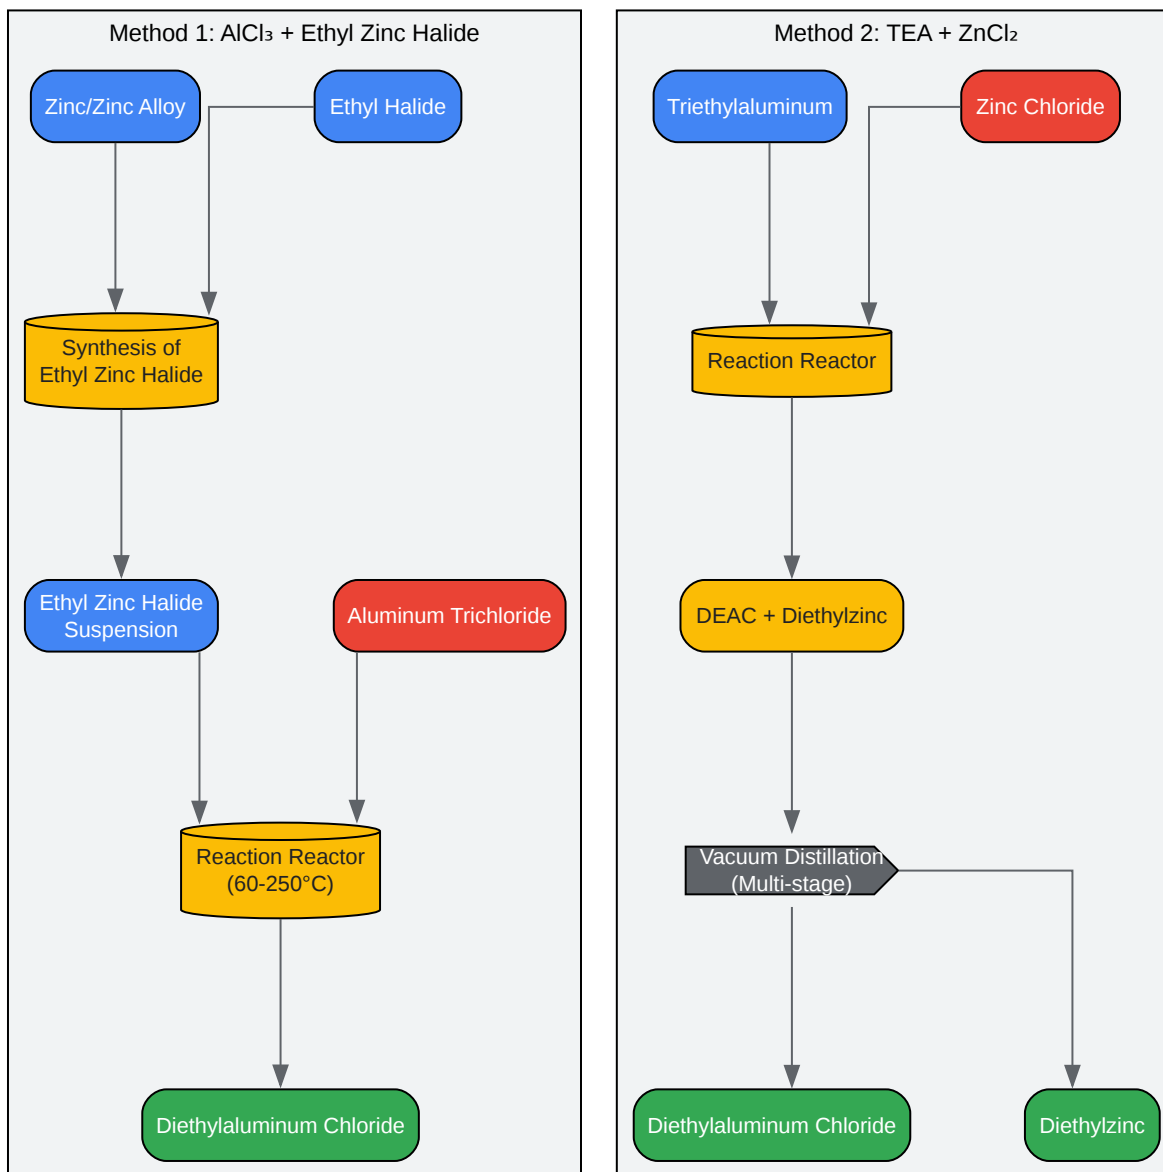 Method 1: AlCl₃ + Ethyl Zinc Halide
Zinc/Zinc Alloy
Ethyl Halide
Synthesis of
Ethyl Zinc Halide
Ethyl Zinc Halide
Suspension
Aluminum Trichloride
Reaction Reactor
(60-250°C)
Diethylaluminum Chloride
Method 2: TEA + ZnCl₂
Triethylaluminum
Zinc Chloride
Reaction Reactor
DEAC + Diethylzinc
Vacuum Distillation
(Multi-stage)
Diethylaluminum Chloride
Diethylzinc